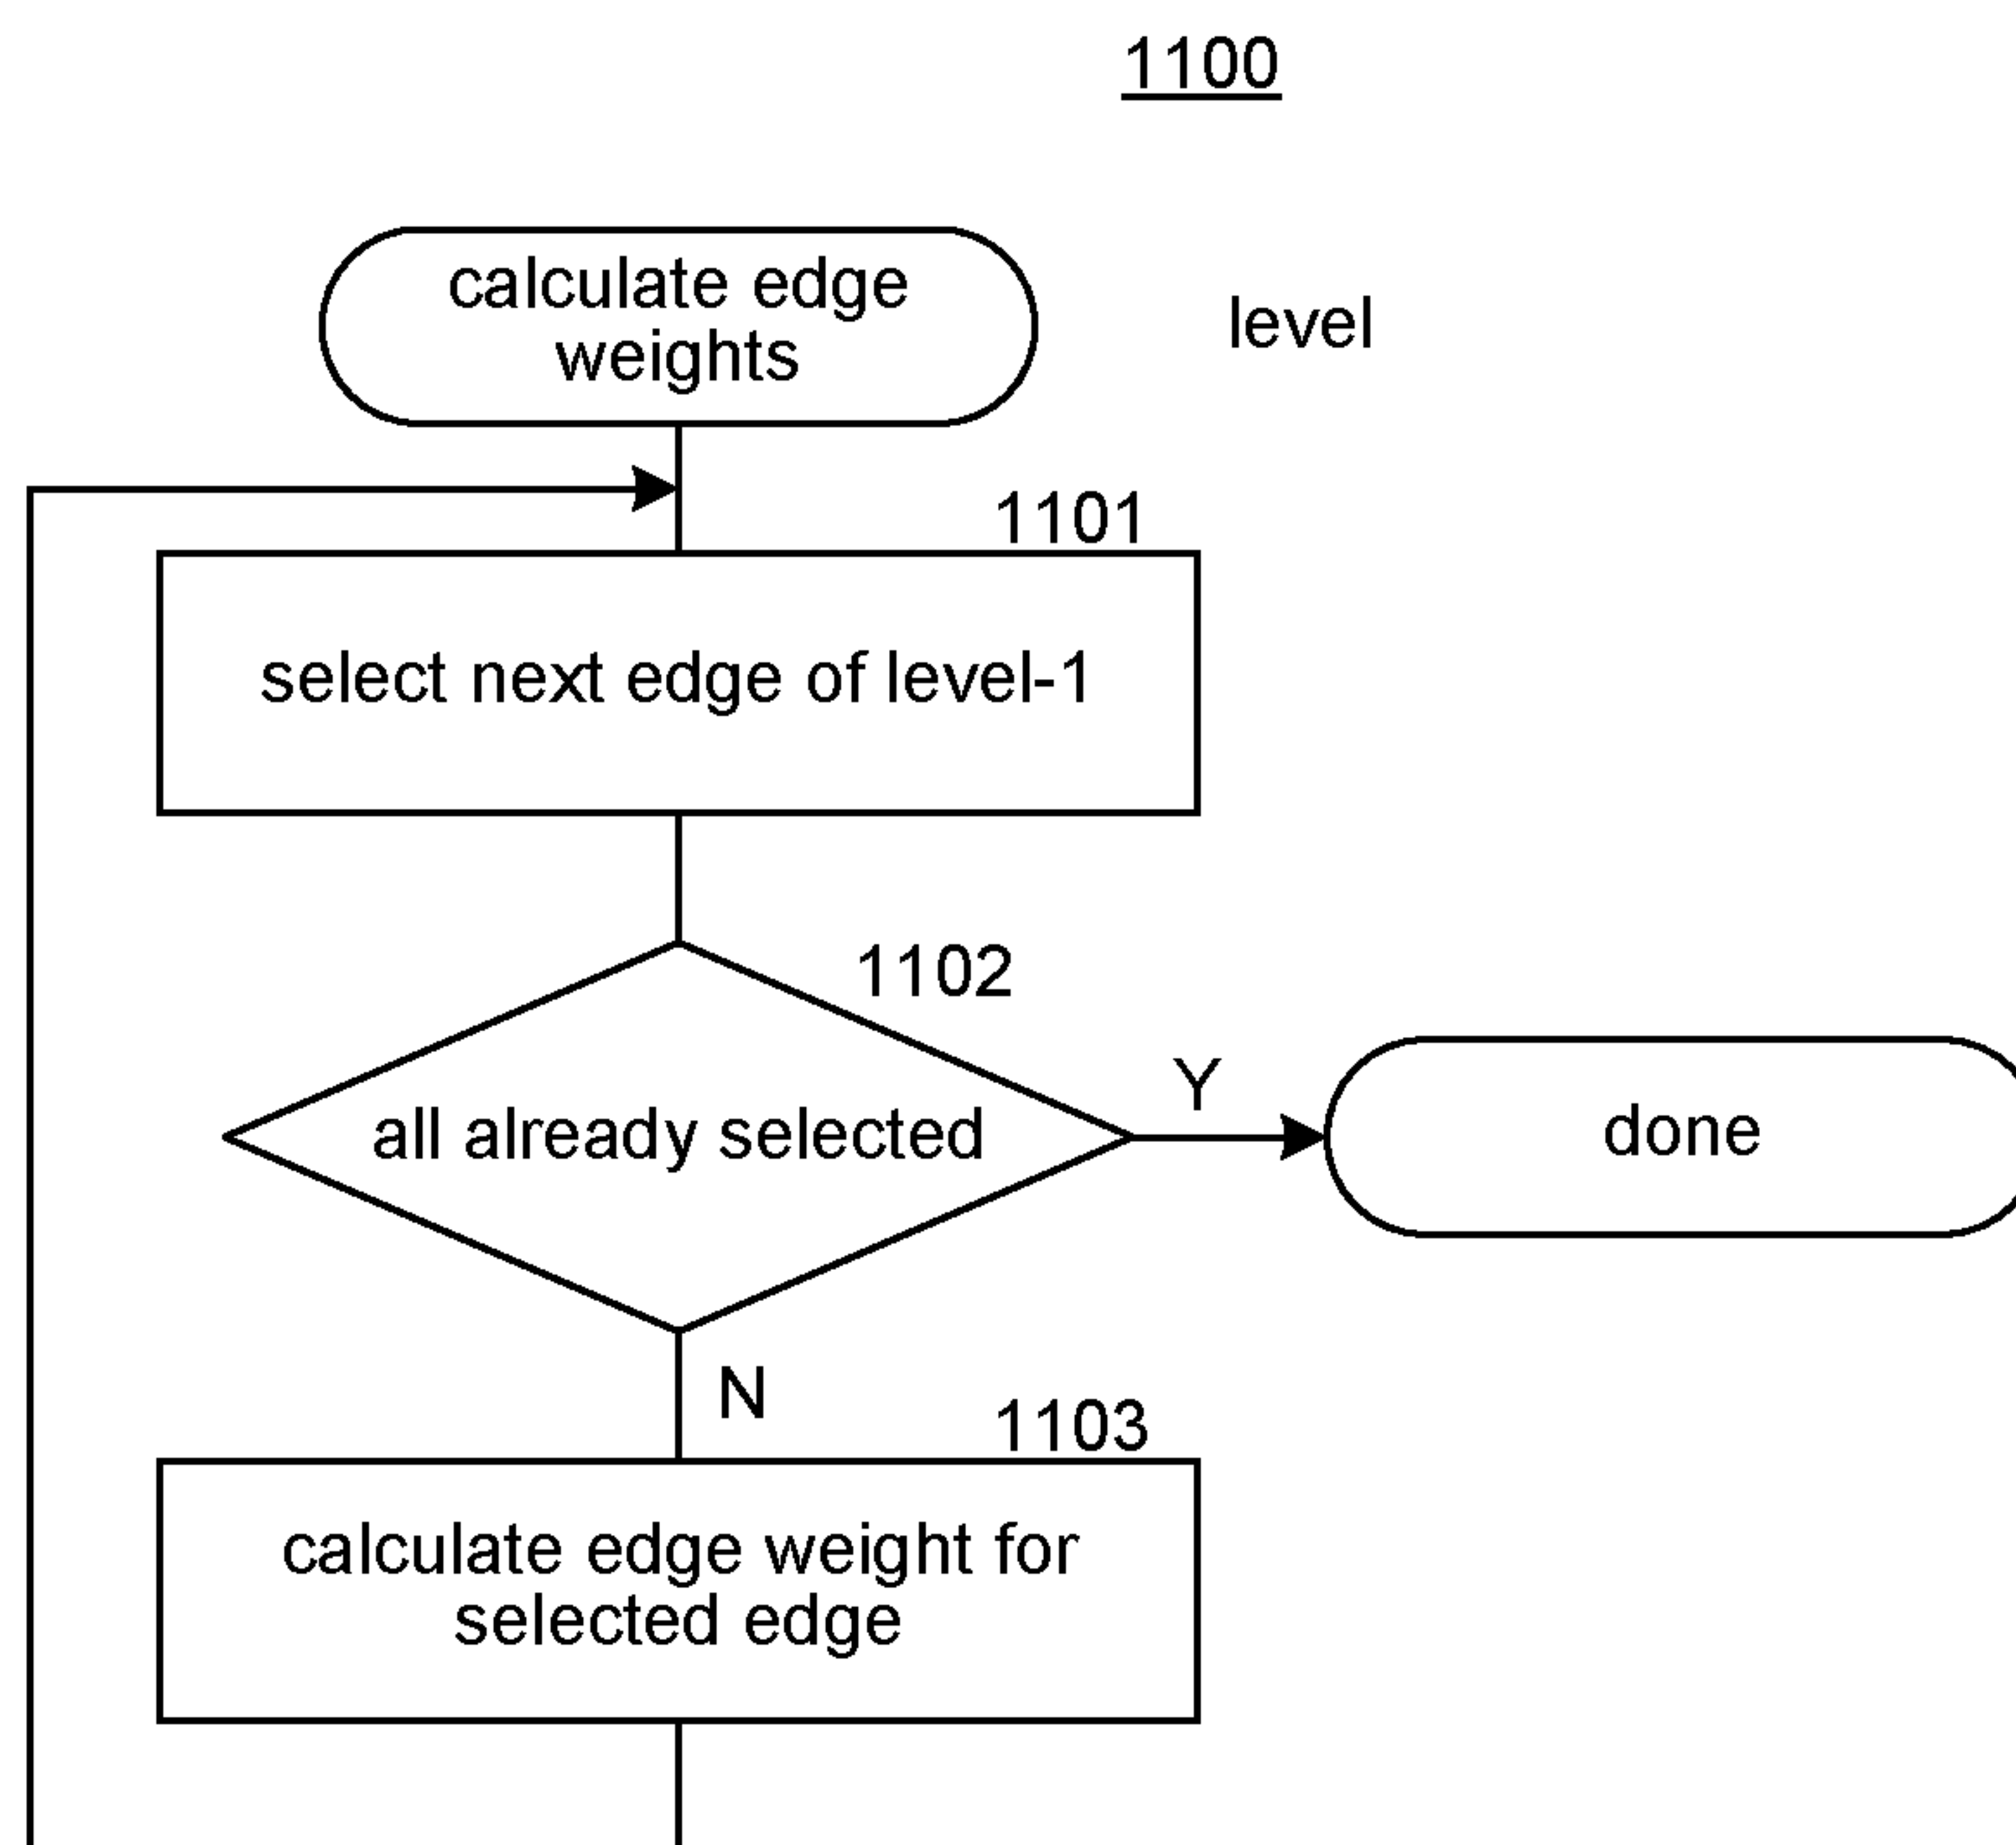 1100
calculate edge
weights
level
1101
select next edge of level-1
1102
all already selected
Y
done
N
1103
calculate edge weight for
selected edge